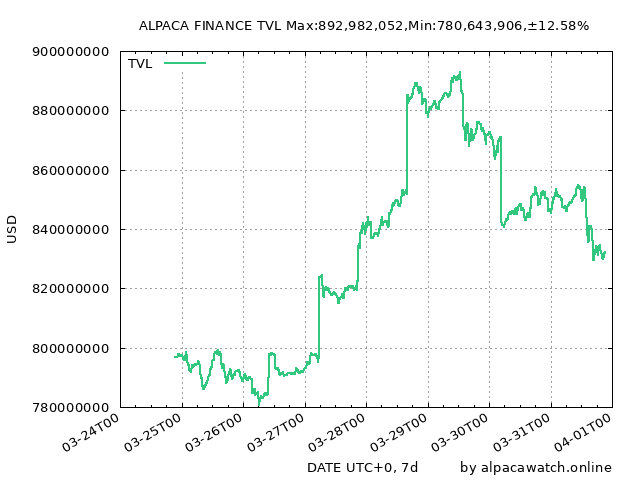 ALPACA FINANCE TVL Max:892,982,052,Min:780,643,906,±12.58%
TVL
USD
900000000
880000000
860000000
840000000
820000000
800000000
780000000
03-24T00
03-25T00
03-26T00
03-27T00
03-28T00
03-29T00
03-30T00
03-31T00
04-01T00
DATE UTC+0, 7d by alpacawatch.online